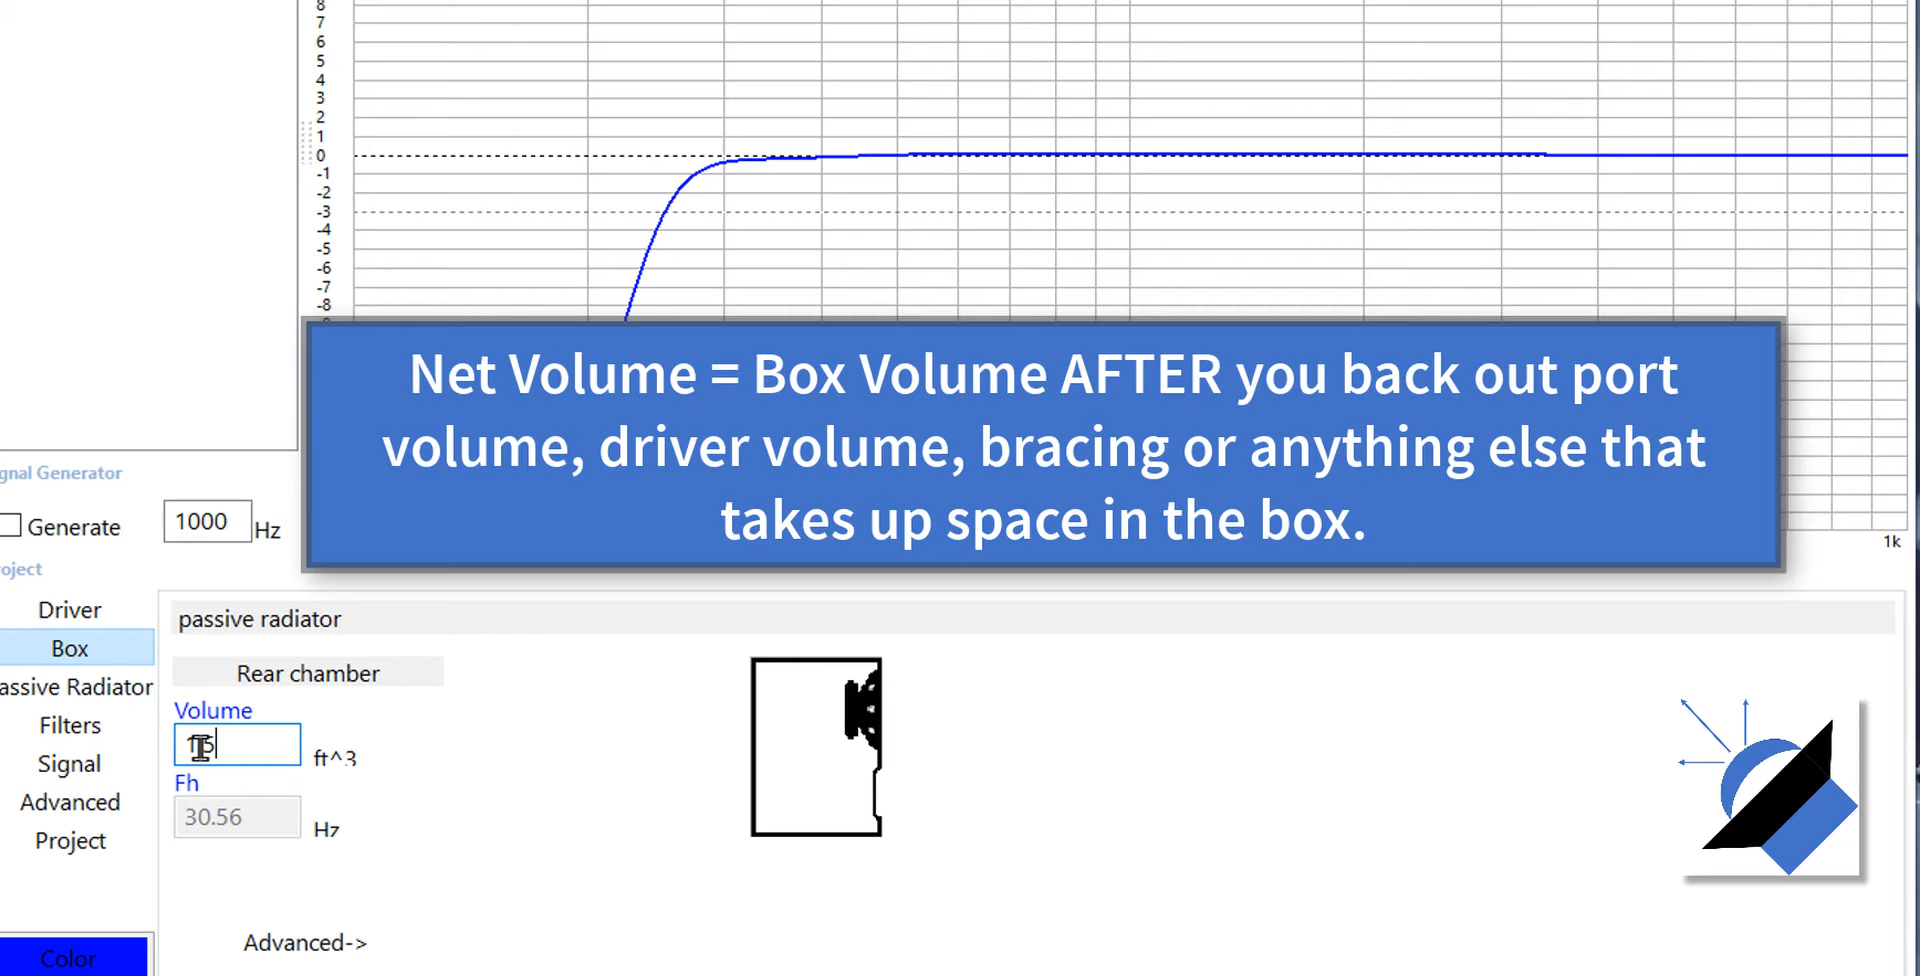 8
7
6
5
4
3
2
1
0
-1
-2
-3
-4
-5
-6
-7
-8
Net Volume = Box Volume AFTER you back out port
volume, driver volume, bracing or anything else that
takes up space in the box.
1k
gnal Generator
Generate
1000 Hz
oject
Driver
Box
assive Radiator
Filters
Signal
Advanced
Project
Color
passive radiator
Rear chamber
Volume
ft^3
Fh
30.56 Hz
Advanced->